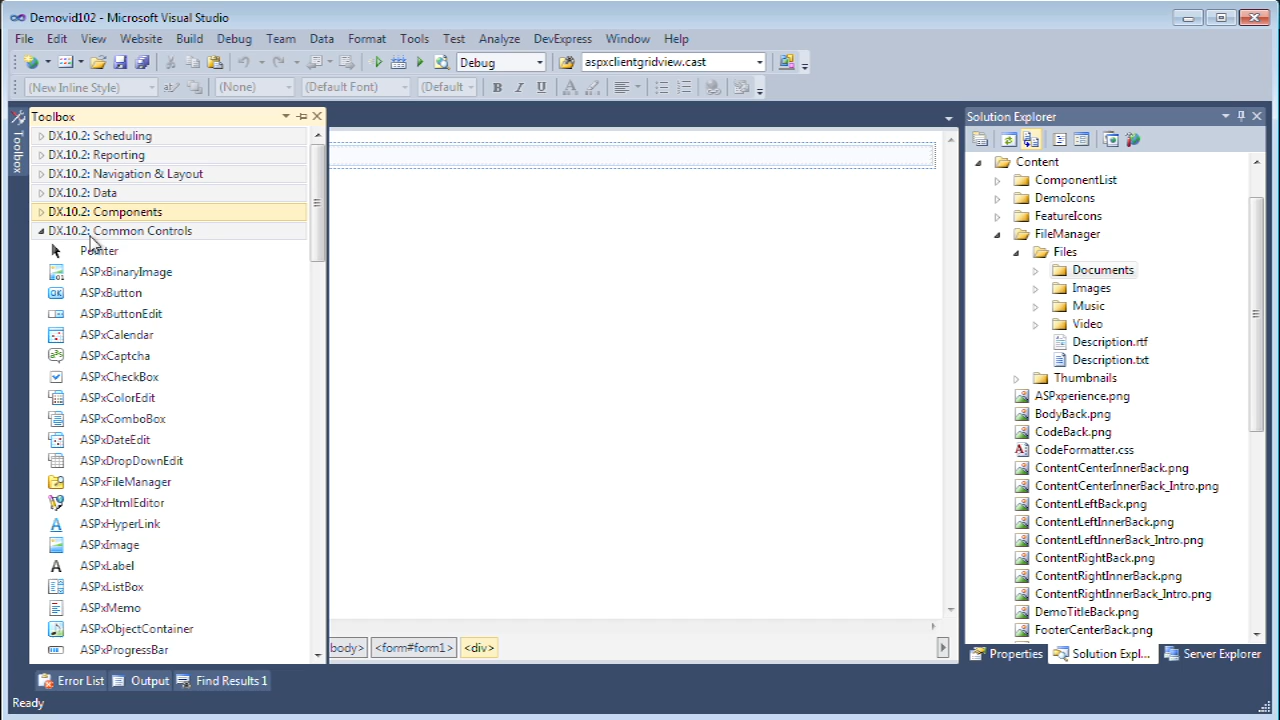 Demovid102 - Microsoft Visual Studio
File Edit View Website Build Debug Team Data Format Tools Test Analyze DevExpress Window Help
Debug aspxclientgridview.cast
(New Inline Style) (None) (Default Font) (Default B I U
Toolbox
Toolbox
DX.10.2: Scheduling
DX.10.2: Reporting
DX.10.2: Navigation & Layout
DX.10.2: Data
DX.10.2: Components
DX.10.2: Common Controls
Pointer
ASPxBinaryImage
ASPxButton
ASPxButtonEdit
ASPxCalendar
ASPxCaptcha
ASPxCheckBox
ASPxColorEdit
ASPxComboBox
ASPxDateEdit
ASPxDropDownEdit
ASPxFileManager
ASPxHtmlEditor
ASPxHyperLink
ASPxImage
ASPxLabel
ASPxListBox
ASPxMemo
ASPxObjectContainer
ASPxProgressBar
body> <form#form1> <div>
Solution Explorer
Content
ComponentList
DemoIcons
FeatureIcons
FileManager
Files
Documents
Images
Music
Video
Description.rtf
Description.txt
Thumbnails
ASPxperience.png
BodyBack.png
CodeBack.png
CodeFormatter.css
ContentCenterInnerBack.png
ContentCenterInnerBack_Intro.png
ContentLeftBack.png
ContentLeftInnerBack.png
ContentLeftInnerBack_Intro.png
ContentRightBack.png
ContentRightInnerBack.png
ContentRightInnerBack_Intro.png
DemoTitleBack.png
FooterCenterBack.png
Properties Solution Expl... Server Explorer
Error List Output Find Results 1
Ready